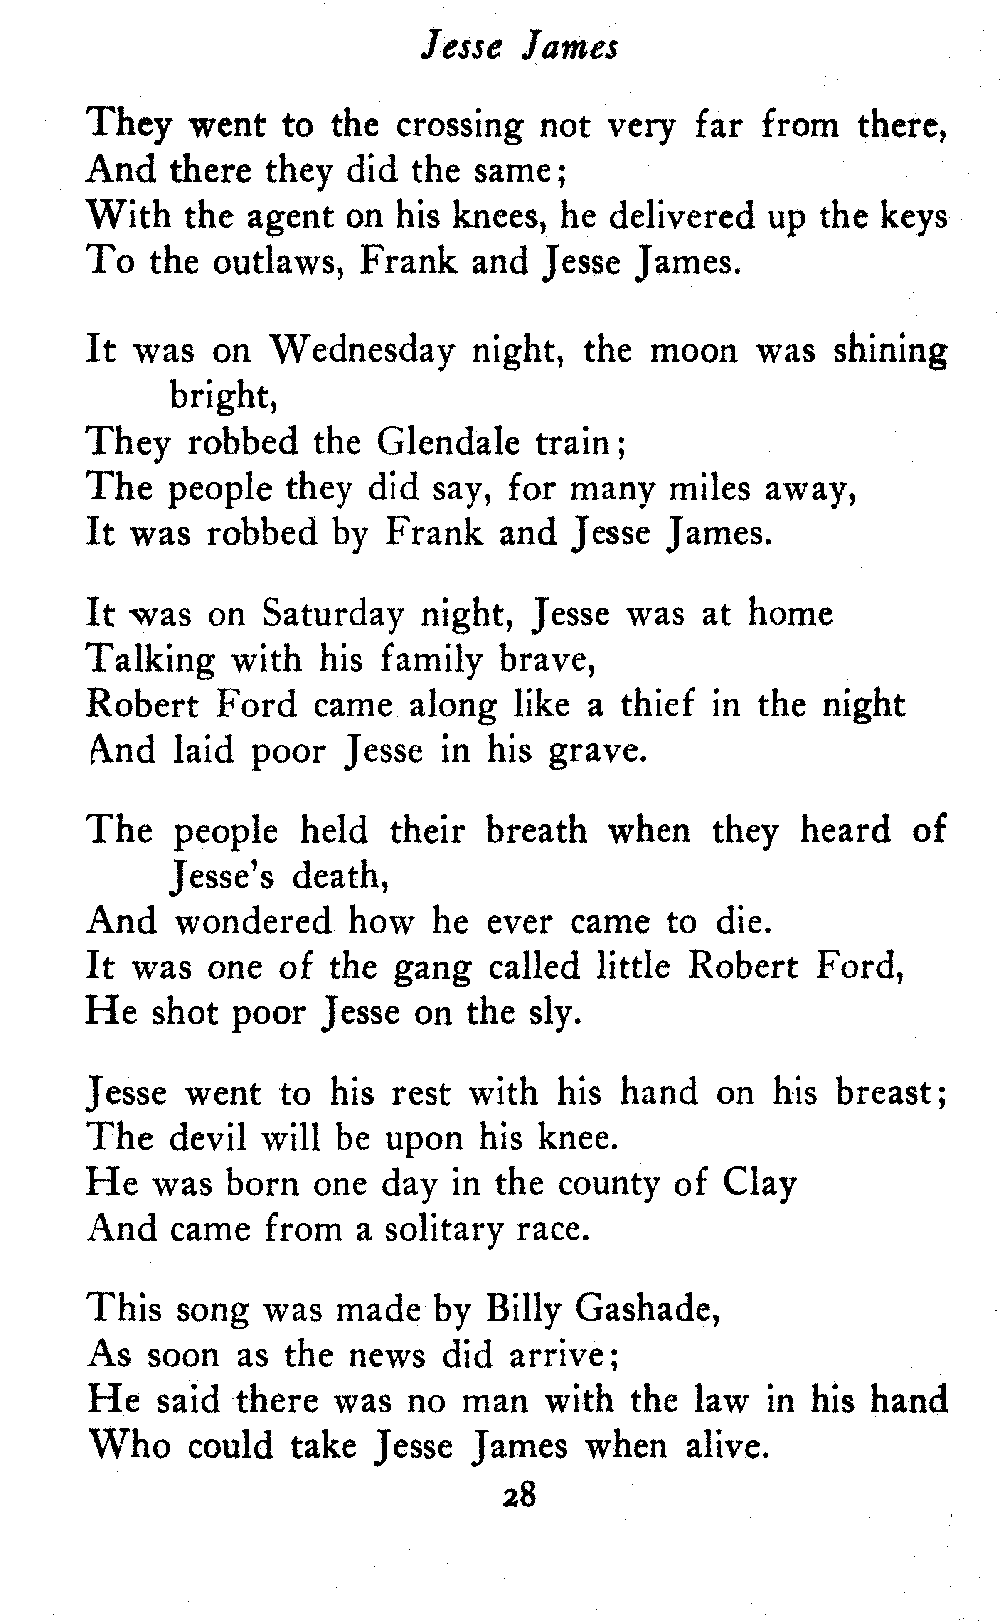 Jesse James
They went to the crossing not very far from there,
And there they did the same;
With the agent on his knees, he delivered up the keys
To the outlaws, Frank and Jesse James.
It was on Wednesday night, the moon was shining
bright,
They robbed the Glendale train;
The people they did say, for many miles away,
It was robbed by Frank and Jesse James.
It was on Saturday night, Jesse was at home
Talking with his family brave,
Robert Ford came along like a thief in the night
And laid poor Jesse in his grave.
The people held their breath when they heard of
Jesse's death,
And wondered how he ever came to die.
It was one of the gang called little Robert Ford,
He shot poor Jesse on the sly.
Jesse went to his rest with his hand on his breast;
The devil will be upon his knee.
He was born one day in the county of Clay
And came from a solitary race.
This song was made by Billy Gashade,
As soon as the news did arrive;
He said there was no man with the law in his hand
Who could take Jesse James when alive.
28